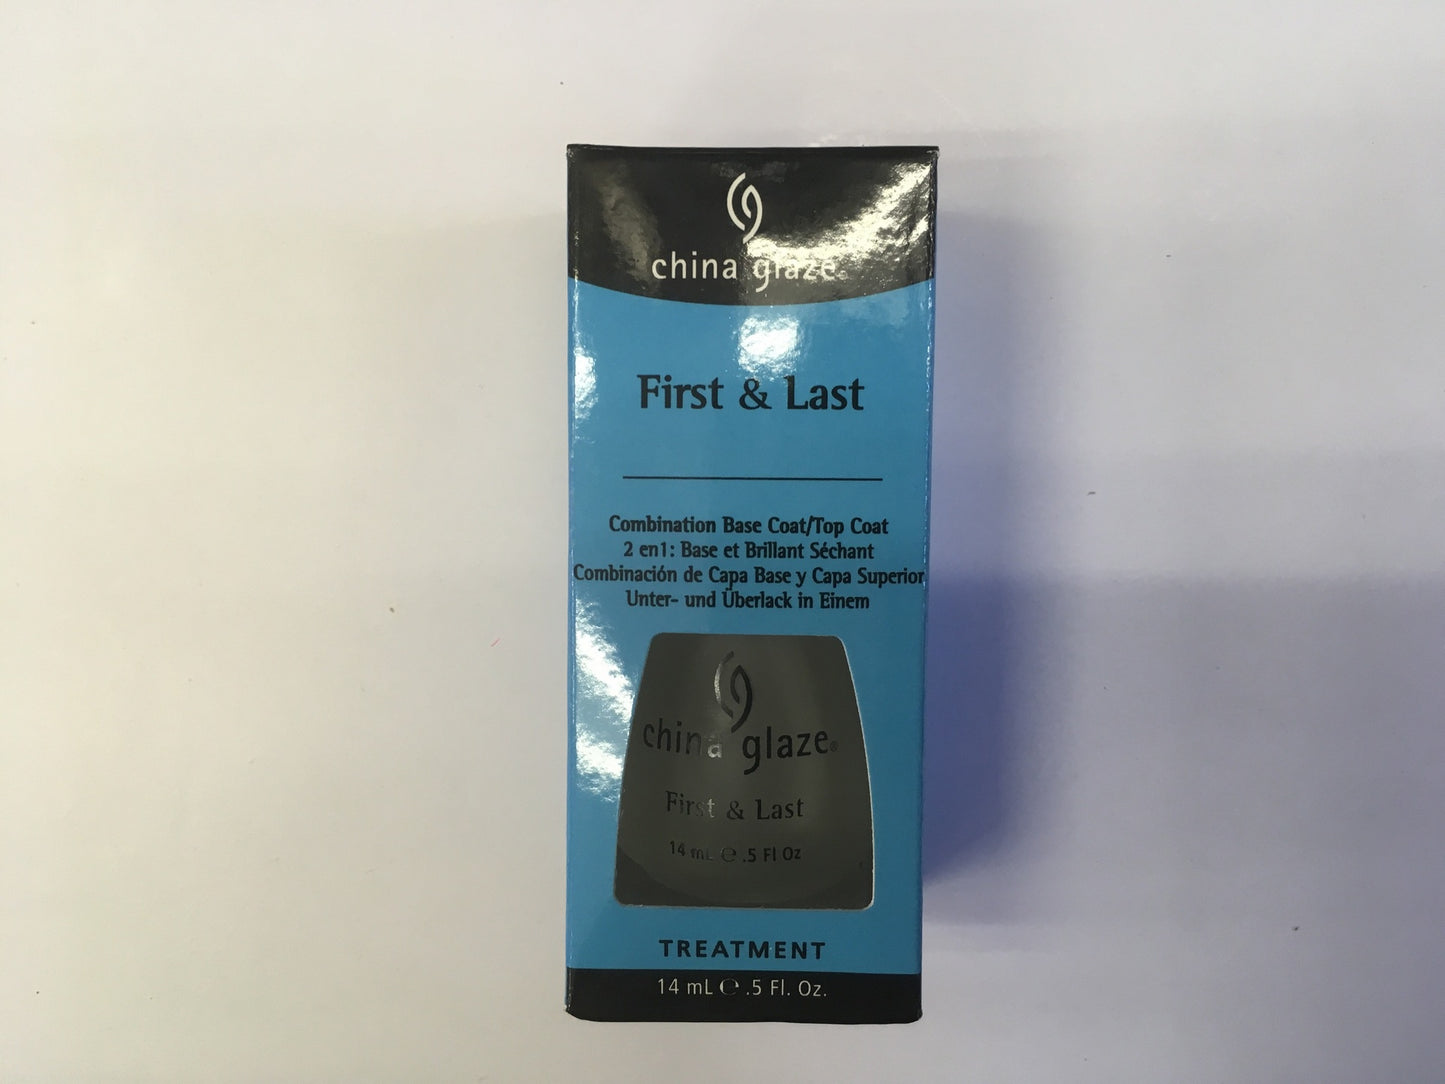 china glaze
First & Last
Combination Base Coat/Top Coat
2 en1: Base et Brillant Séchant
Combinación de Capa Base y Capa Superior
Unter- und Überlack in Einem
china glaze®
First & Last
14 mL ℮ .5 Fl Oz
TREATMENT
14 mL ℮ .5 Fl. Oz.